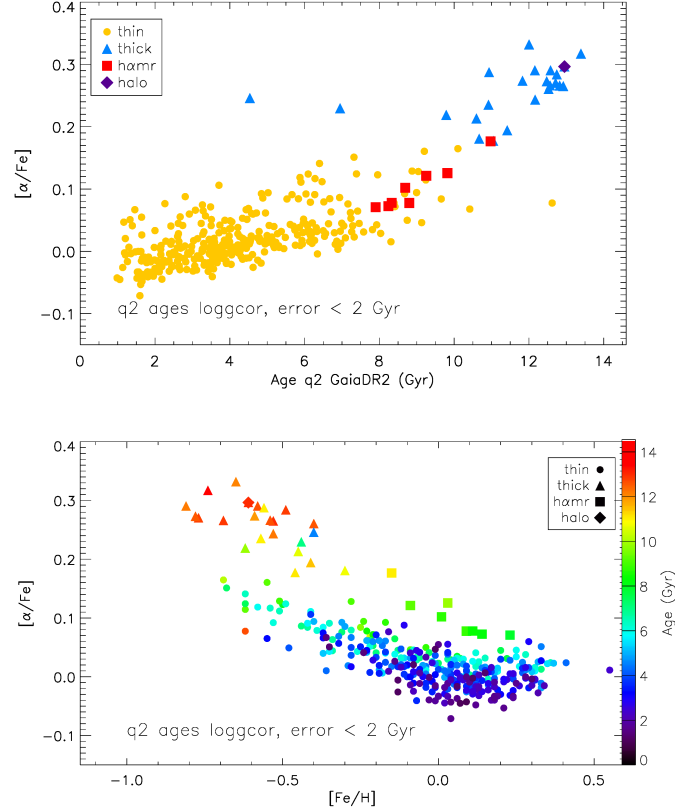 0.4
0.3
0.2
0.1
0.0
−0.1
[α/Fe]
thin
thick
hαmr
halo
q2 ages loggcor, error < 2 Gyr
0 2 4 6 8 10 12 14
Age q2 GaiaDR2 (Gyr)
0.4
0.3
0.2
0.1
0.0
−0.1
[α/Fe]
thin
thick
hαmr
halo
q2 ages loggcor, error < 2 Gyr
−1.0 −0.5 0.0 0.5
[Fe/H]
14
12
10
8
6
4
2
0
Age (Gyr)